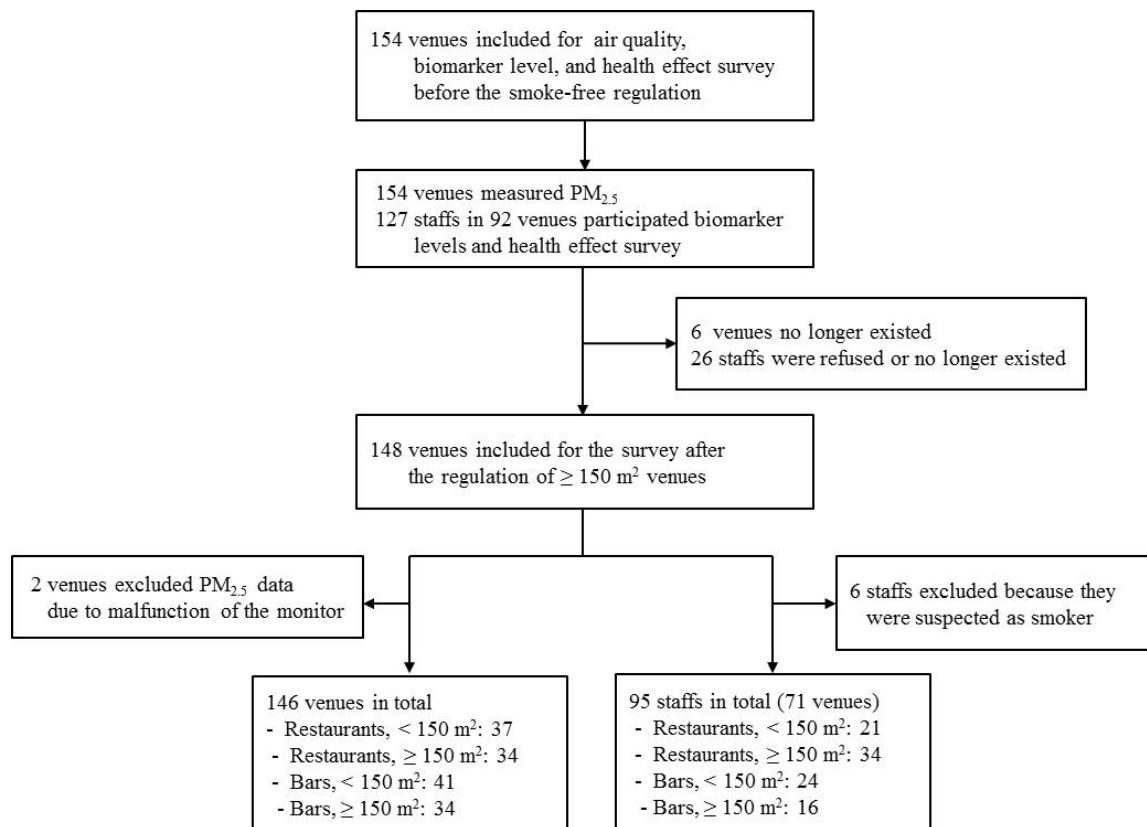 154 venues included for air quality,
biomarker level, and health effect survey
before the smoke-free regulation
154 venues measured PM2.5
127 staffs in 92 venues participated biomarker
levels and health effect survey
6 venues no longer existed
26 staffs were refused or no longer existed
148 venues included for the survey after
the regulation of ≥ 150 m² venues
2 venues excluded PM2.5 data
due to malfunction of the monitor
6 staffs excluded because they
were suspected as smoker
146 venues in total
- Restaurants, < 150 m²: 37
- Restaurants, ≥ 150 m²: 34
- Bars, < 150 m²: 41
- Bars, ≥ 150 m²: 34
95 staffs in total (71 venues)
- Restaurants, < 150 m²: 21
- Restaurants, ≥ 150 m²: 34
- Bars, < 150 m²: 24
- Bars, ≥ 150 m²: 16